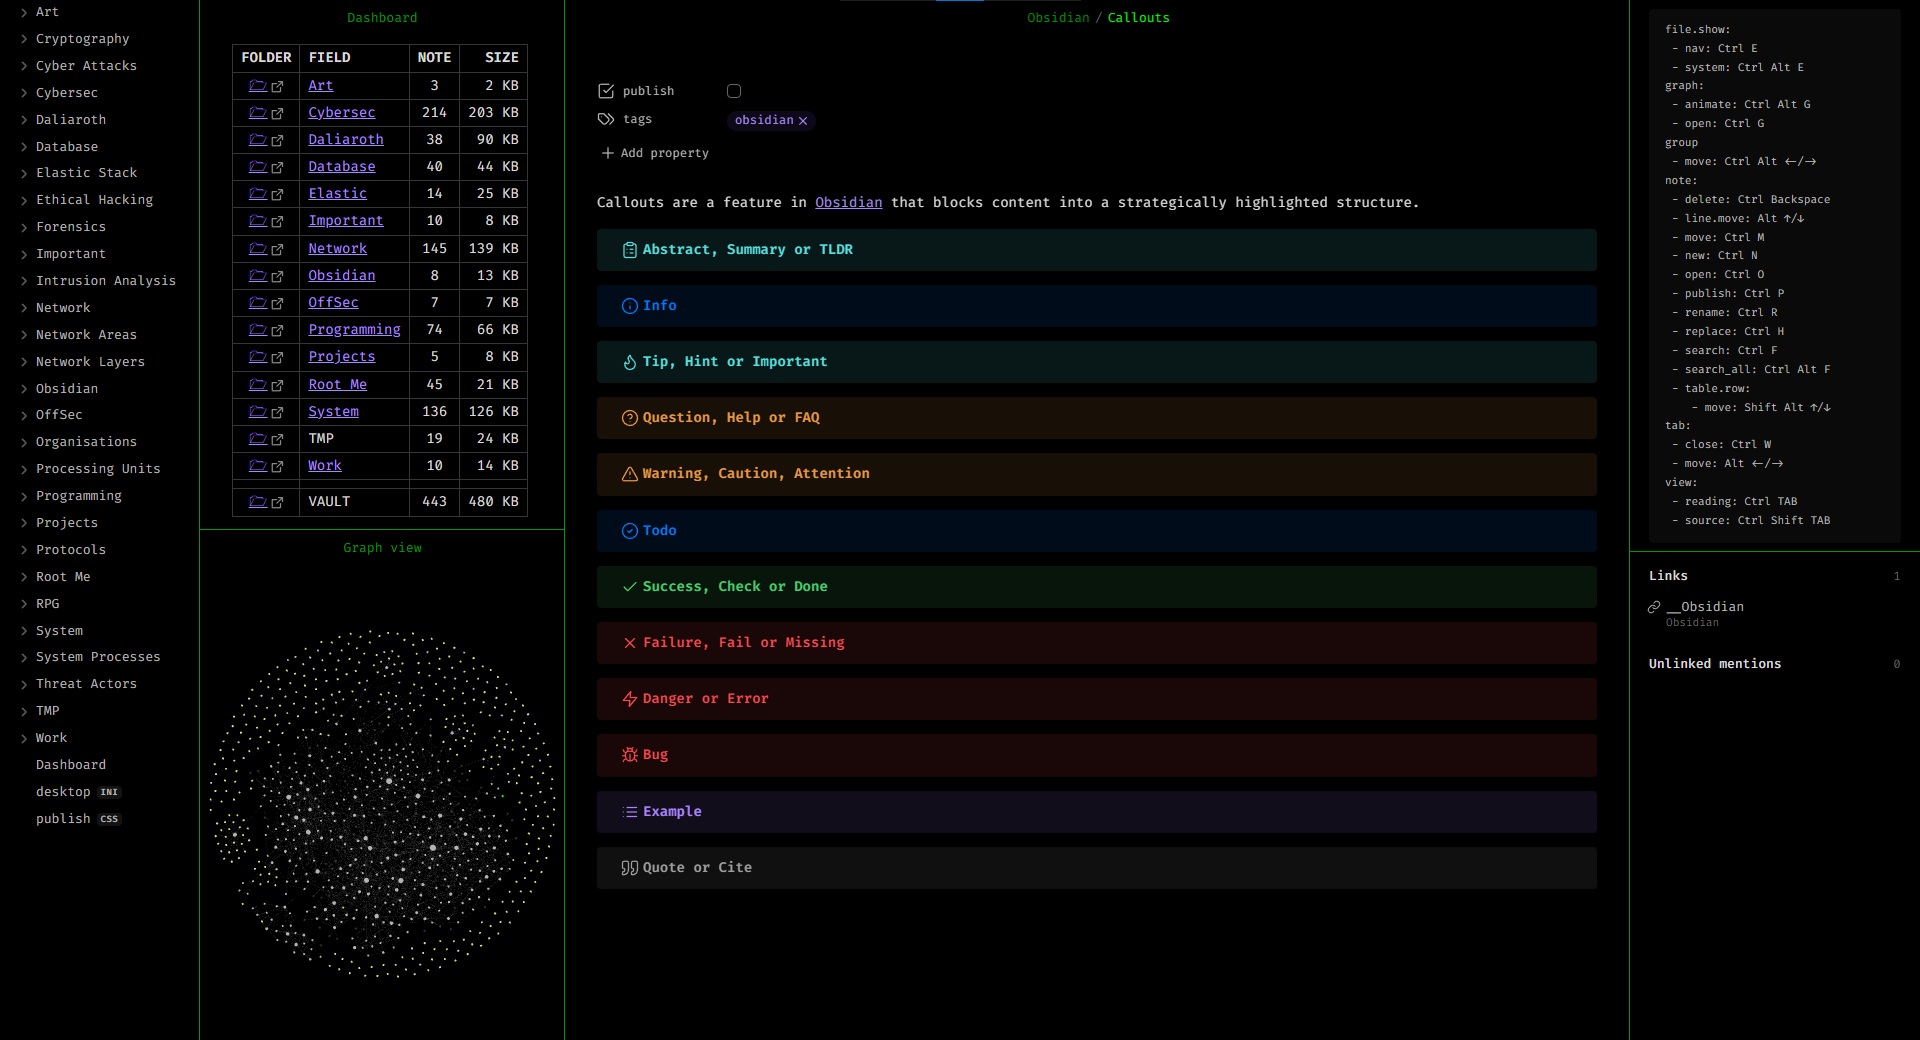 Art
Cryptography
Cyber Attacks
Cybersec
Daliaroth
Database
Elastic Stack
Ethical Hacking
Forensics
Important
Intrusion Analysis
Network
Network Areas
Network Layers
Obsidian
OffSec
Organisations
Processing Units
Programming
Projects
Protocols
Root Me
RPG
System
System Processes
Threat Actors
TMP
Work
Dashboard
desktop INI
publish CSS
Dashboard
FOLDER FIELD NOTE SIZE
Art 3 2 KB
Cybersec 214 203 KB
Daliaroth 38 90 KB
Database 40 44 KB
Elastic 14 25 KB
Important 10 8 KB
Network 145 139 KB
Obsidian 8 13 KB
OffSec 7 7 KB
Programming 74 66 KB
Projects 5 8 KB
Root Me 45 21 KB
System 136 126 KB
TMP 19 24 KB
Work 10 14 KB
VAULT 443 480 KB
Graph view
Obsidian / Callouts
publish
tags obsidian
Add property
Callouts are a feature in Obsidian that blocks content into a strategically highlighted structure.
Abstract, Summary or TLDR
Info
Tip, Hint or Important
Question, Help or FAQ
Warning, Caution, Attention
Todo
Success, Check or Done
Failure, Fail or Missing
Danger or Error
Bug
Example
Quote or Cite
file.show:
- nav: Ctrl E
- system: Ctrl Alt E
graph:
- animate: Ctrl Alt G
- open: Ctrl G
group
- move: Ctrl Alt ←/→
note:
- delete: Ctrl Backspace
- line.move: Alt ↑/↓
- move: Ctrl M
- new: Ctrl N
- open: Ctrl O
- publish: Ctrl P
- rename: Ctrl R
- replace: Ctrl H
- search: Ctrl F
- search_all: Ctrl Alt F
- table.row:
- move: Shift Alt ↑/↓
tab:
- close: Ctrl W
- move: Alt ←/→
view:
- reading: Ctrl TAB
- source: Ctrl Shift TAB
Links 1
__Obsidian
Obsidian
Unlinked mentions 0